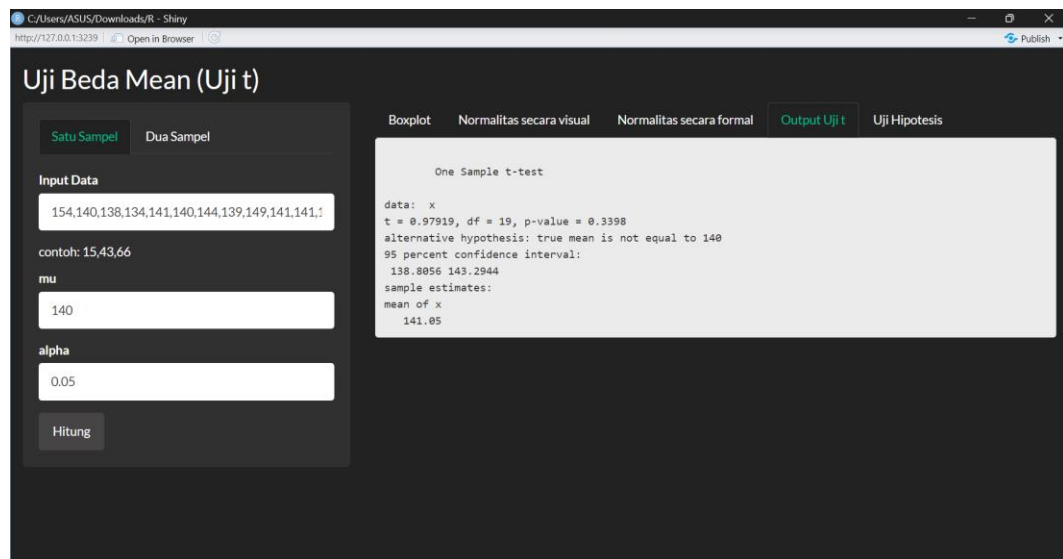 C:/Users/ASUS/Downloads/R - Shiny
http://127.0.0.1:3239 Open in Browser Publish
Uji Beda Mean (Uji t)
Satu Sampel Dua Sampel
Input Data
154,140,138,134,141,140,144,139,149,141,141,1
contoh: 15,43,66
mu
140
alpha
0.05
Hitung
Boxplot Normalitas secara visual Normalitas secara formal Output Uji t Uji Hipotesis
One Sample t-test
data: x
t = 0.97919, df = 19, p-value = 0.3398
alternative hypothesis: true mean is not equal to 140
95 percent confidence interval:
138.8056 143.2944
sample estimates:
mean of x
141.05